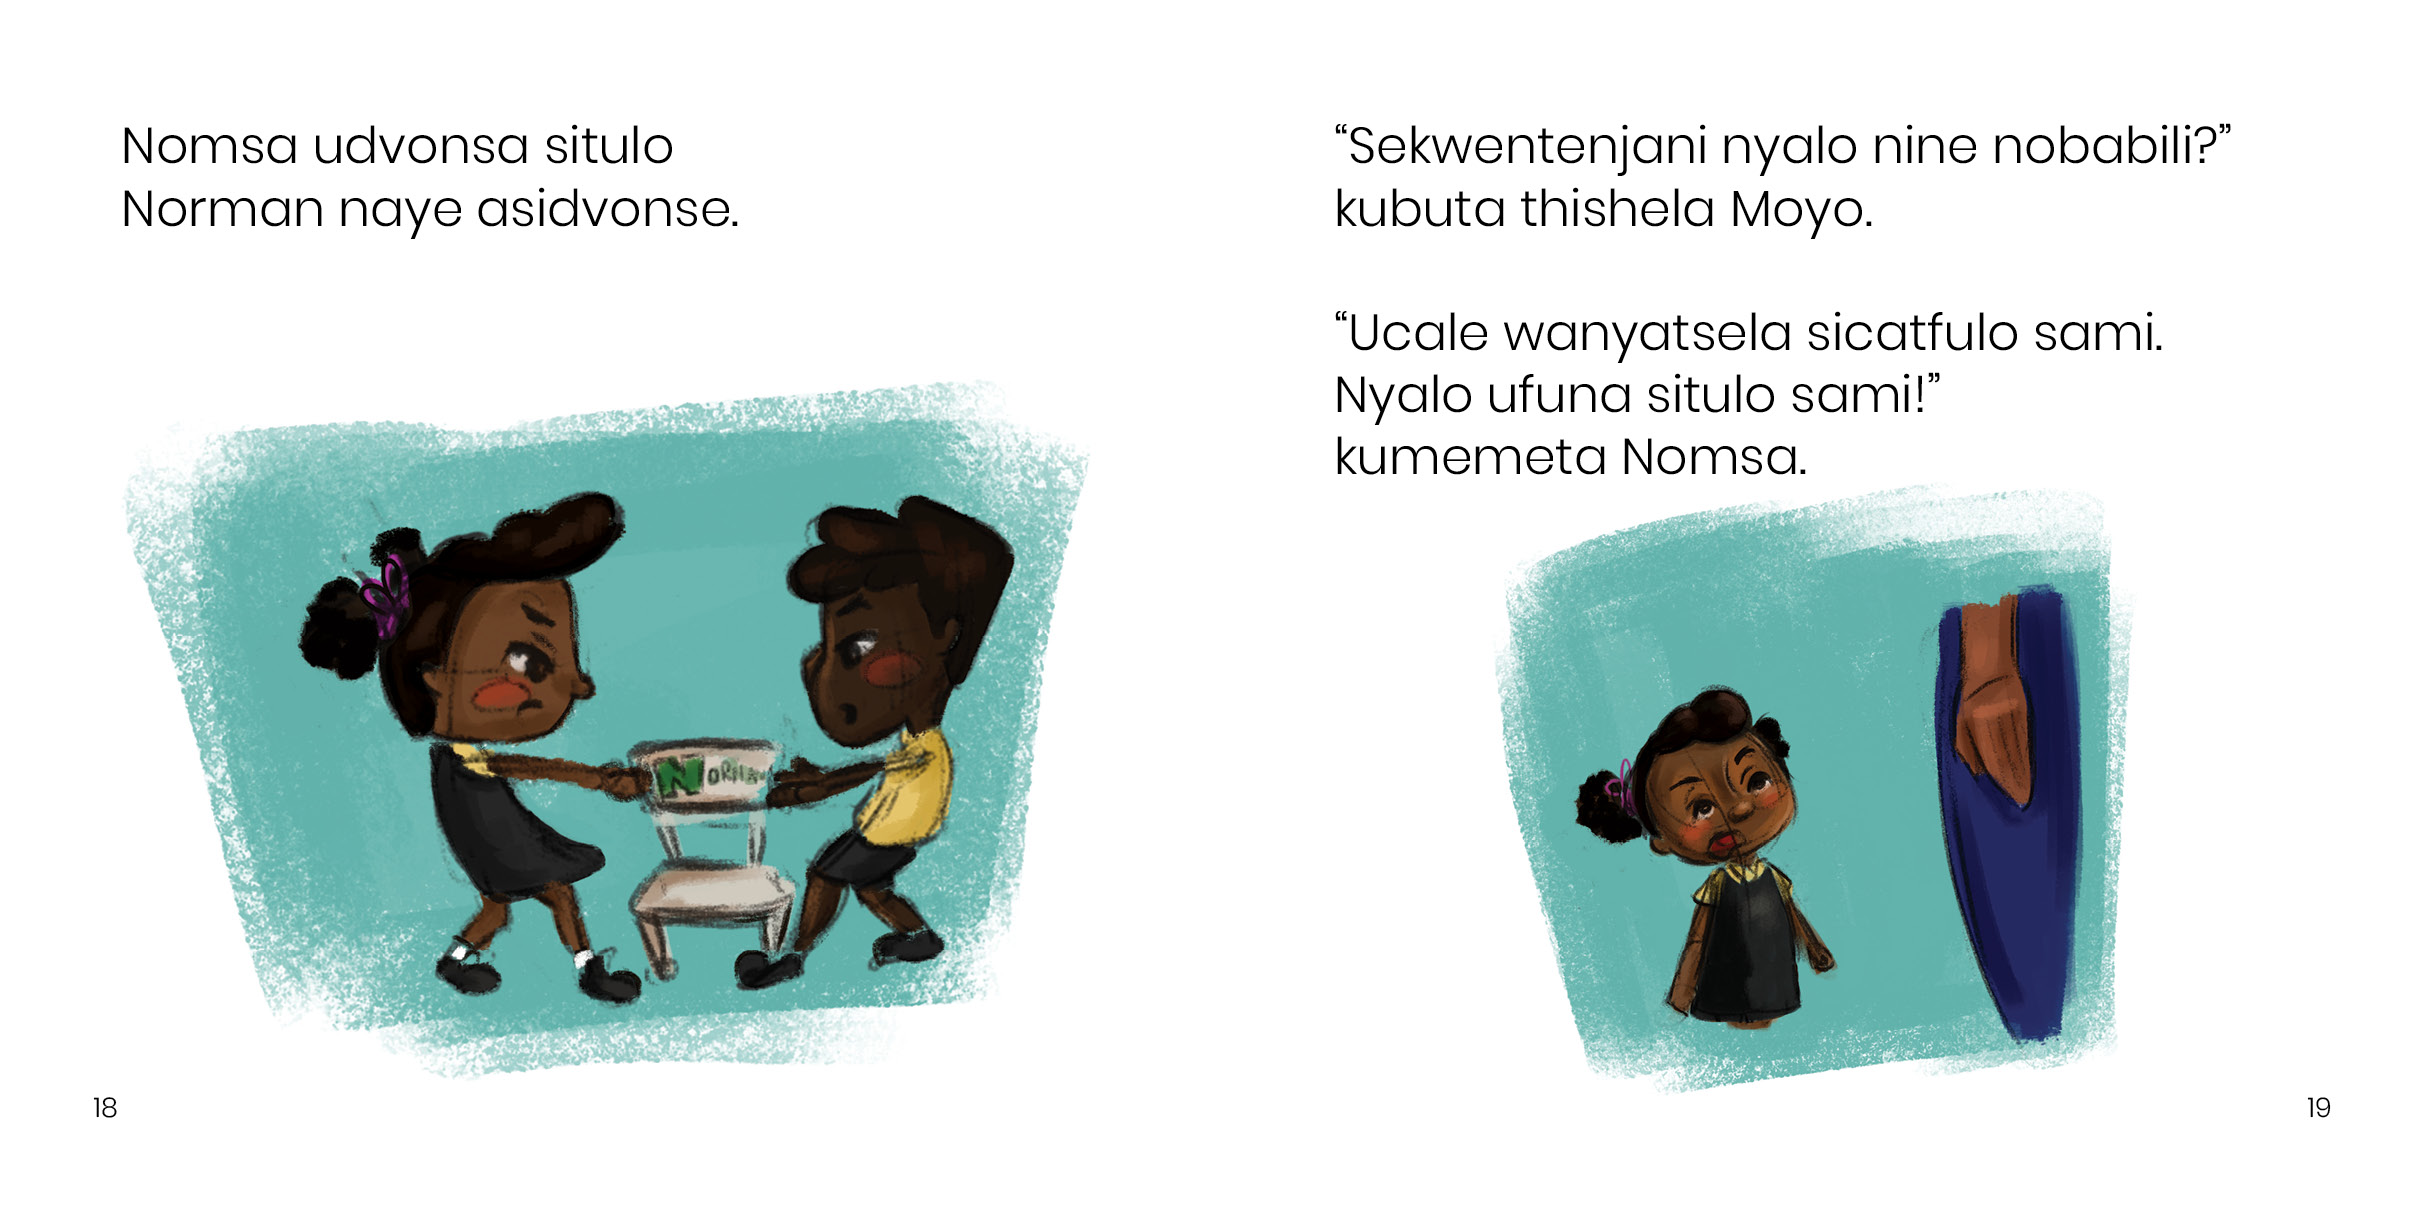 Nomsa udvonsa situlo
Norman naye asidvonse.
NORMAN
18
“Sekwentenjani nyalo nine nobabili?”
kubuta thishela Moyo.
“Ucale wanyatsela sicatfulo sami.
Nyalo ufuna situlo sami!”
kumemeta Nomsa.
19